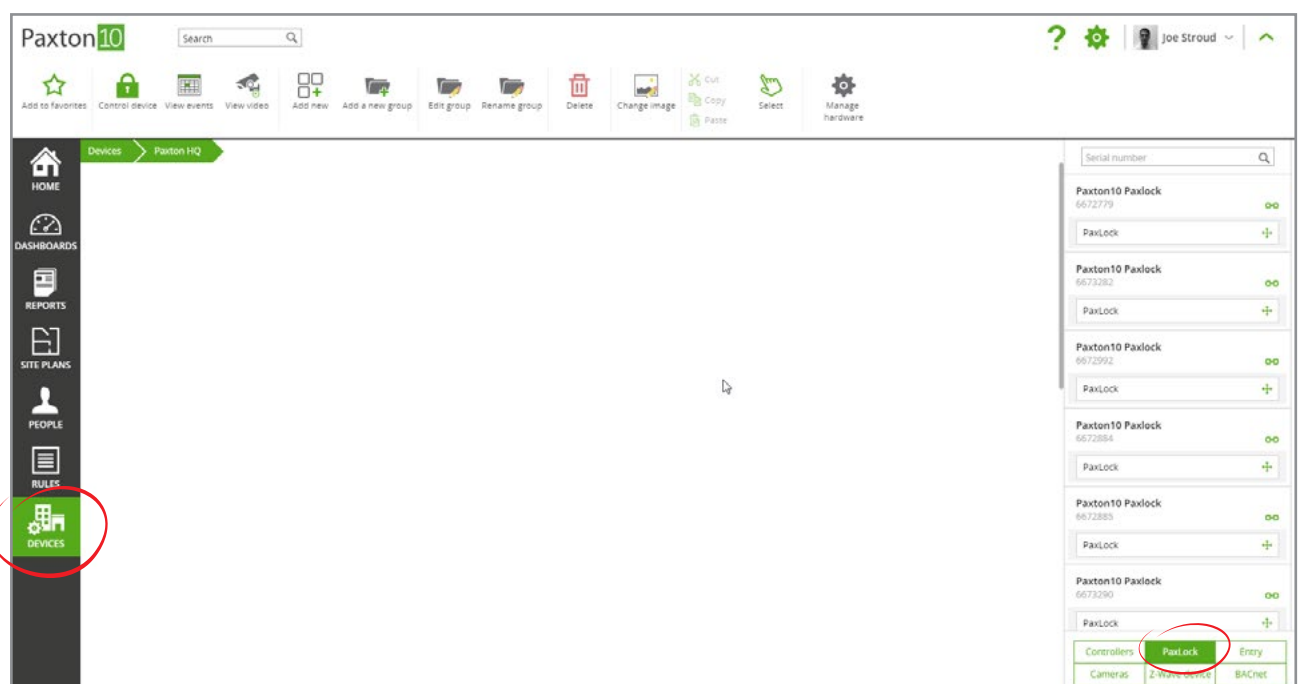 Paxton10
Search
Joe Stroud
Add to favorites
Control device
View events
View video
Add new
Add a new group
Edit group
Rename group
Delete
Change image
Cut
Copy
Paste
Select
Manage
hardware
HOME
DASHBOARDS
REPORTS
SITE PLANS
PEOPLE
RULES
DEVICES
Devices
Paxton HQ
Serial number
Paxton10 Paxlock
6672779
PaxLock
Paxton10 Paxlock
6673282
PaxLock
Paxton10 Paxlock
6672992
PaxLock
Paxton10 Paxlock
6672884
PaxLock
Paxton10 Paxlock
6672885
PaxLock
Paxton10 Paxlock
6673290
PaxLock
Controllers
PaxLock
Entry
Cameras
Z-Wave device
BACnet